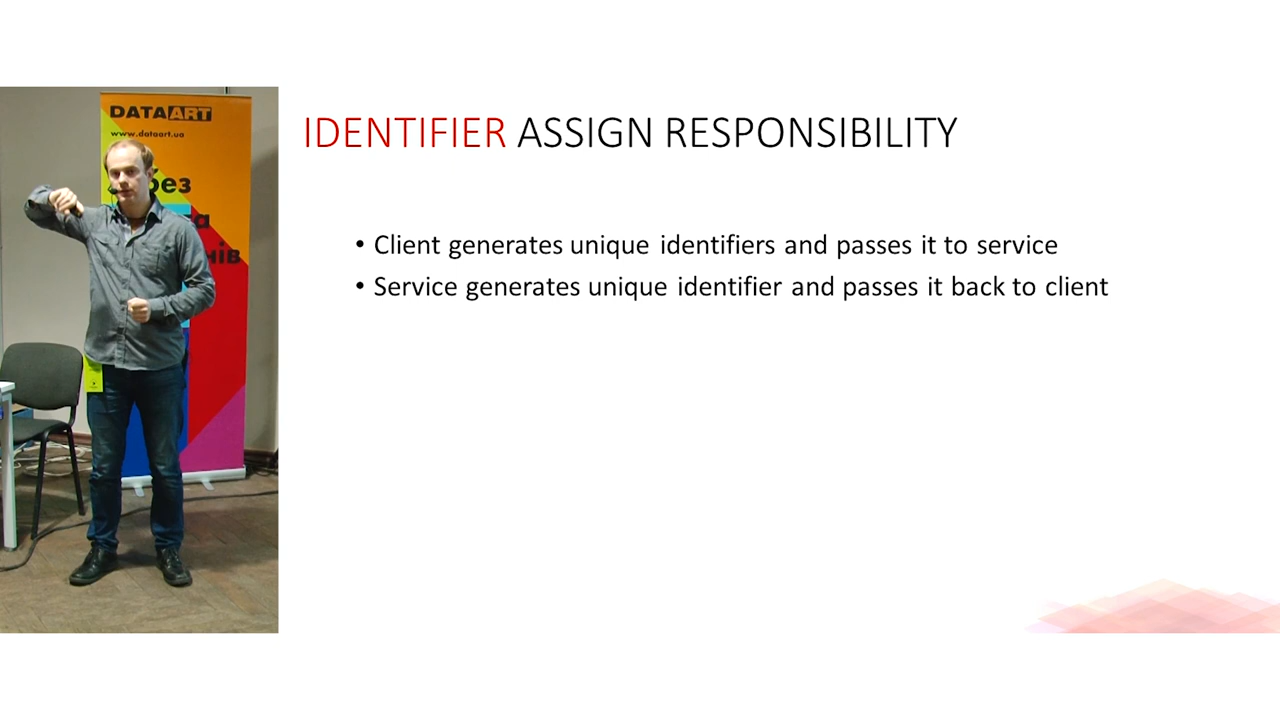 DATAART
www.dataart.ua
IDENTIFIER ASSIGN RESPONSIBILITY
• Client generates unique identifiers and passes it to service
• Service generates unique identifier and passes it back to client